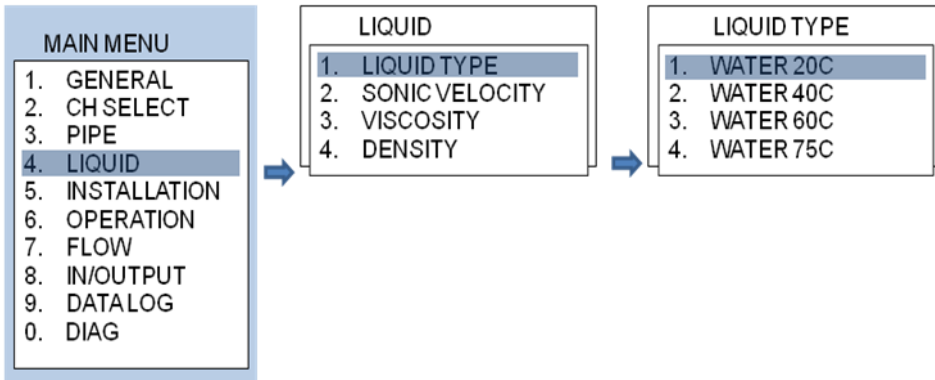 MAIN MENU
1. GENERAL
2. CH SELECT
3. PIPE
4. LIQUID
5. INSTALLATION
6. OPERATION
7. FLOW
8. IN/OUTPUT
9. DATALOG
0. DIAG
LIQUID
1. LIQUID TYPE
2. SONIC VELOCITY
3. VISCOSITY
4. DENSITY
LIQUID TYPE
1. WATER 20C
2. WATER 40C
3. WATER 60C
4. WATER 75C